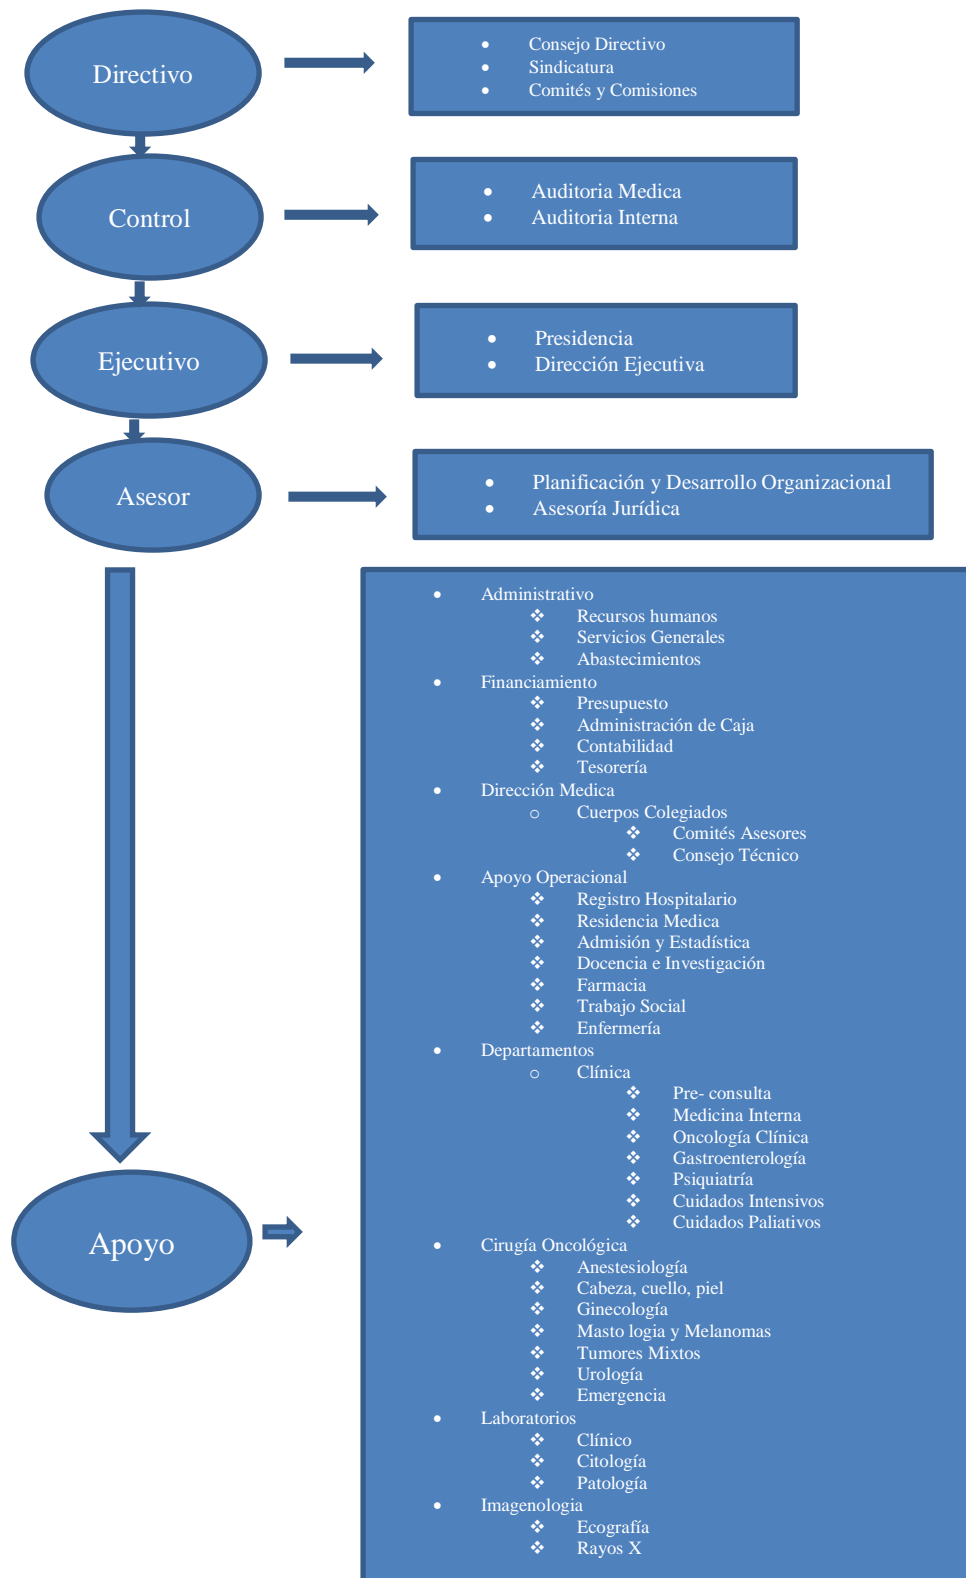 Directivo
Consejo Directivo
Sindicatura
Comités y Comisiones
Control
Auditoria Medica
Auditoria Interna
Ejecutivo
Presidencia
Dirección Ejecutiva
Asesor
Planificación y Desarrollo Organizacional
Asesoría Jurídica
Apoyo
Administrativo
Recursos humanos
Servicios Generales
Abastecimientos
Financiamiento
Presupuesto
Administración de Caja
Contabilidad
Tesorería
Dirección Medica
Cuerpos Colegiados
Comités Asesores
Consejo Técnico
Apoyo Operacional
Registro Hospitalario
Residencia Medica
Admisión y Estadística
Docencia e Investigación
Farmacia
Trabajo Social
Enfermería
Departamentos
Clínica
Pre- consulta
Medicina Interna
Oncología Clínica
Gastroenterología
Psiquiatría
Cuidados Intensivos
Cuidados Paliativos
Cirugía Oncológica
Anestesiología
Cabeza, cuello, piel
Ginecología
Masto logia y Melanomas
Tumores Mixtos
Urología
Emergencia
Laboratorios
Clínico
Citología
Patología
Imagenologia
Ecografía
Rayos X